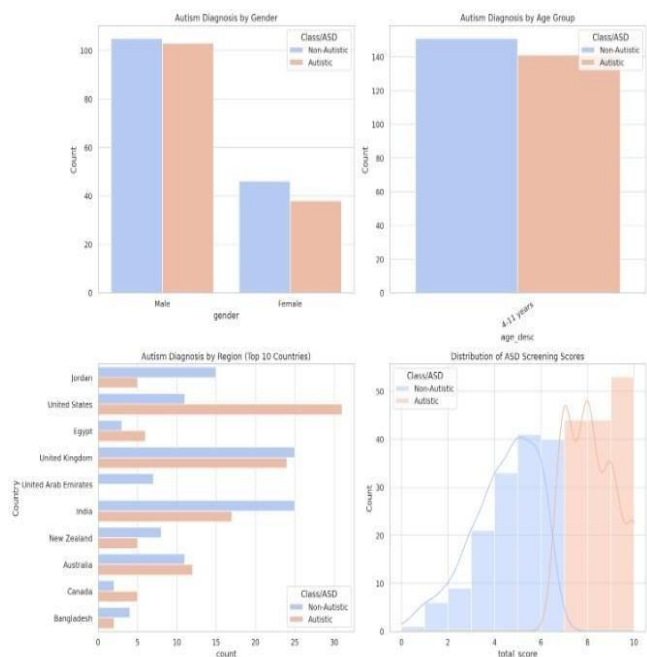 Autism Diagnosis by Gender
Class/ASD
Non-Autistic
Autistic
100
80
60
40
20
0
Count
Male Female
gender
Autism Diagnosis by Age Group
Class/ASD
Non-Autistic
Autistic
140
120
100
80
60
40
20
0
Count
4-11 years
age_desc
Autism Diagnosis by Region (Top 10 Countries)
Jordan
United States
Egypt
United Kingdom
United Arab Emirates
India
New Zealand
Australia
Canada
Bangladesh
Country
Class/ASD
Non-Autistic
Autistic
0 5 10 15 20 25 30
count
Distribution of ASD Screening Scores
Class/ASD
Non-Autistic
Autistic
50
40
30
20
10
0
Count
0 2 4 6 8 10
total_score